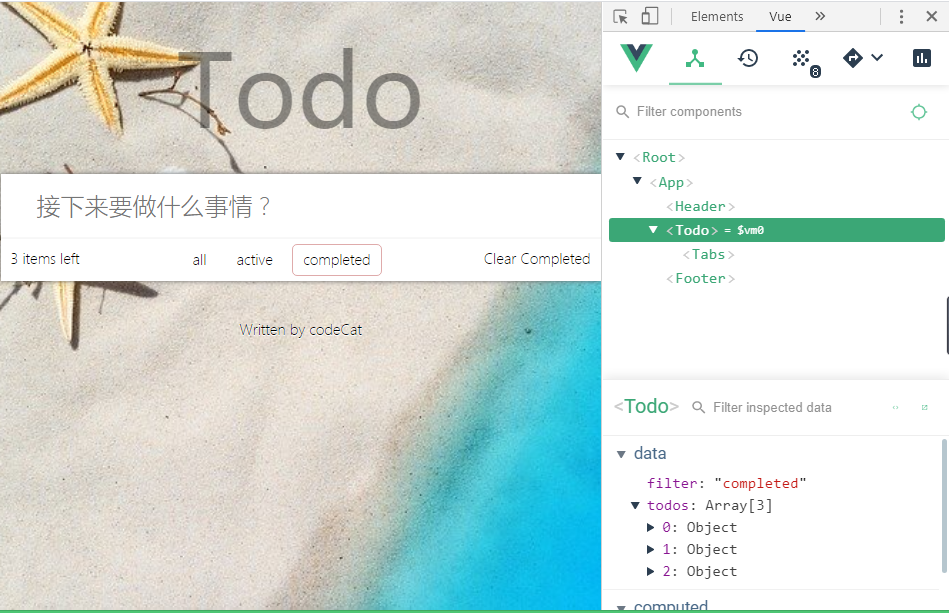 Todo
接下来要做什么事情？
3 items left
all
active
completed
Clear Completed
Written by codeCat
Elements
Vue
8
Filter components
<Root>
<App>
<Header>
<Todo> = $vm0
<Tabs>
<Footer>
<Todo>
Filter inspected data
data
filter: "completed"
todos: Array[3]
0: Object
1: Object
2: Object
computed